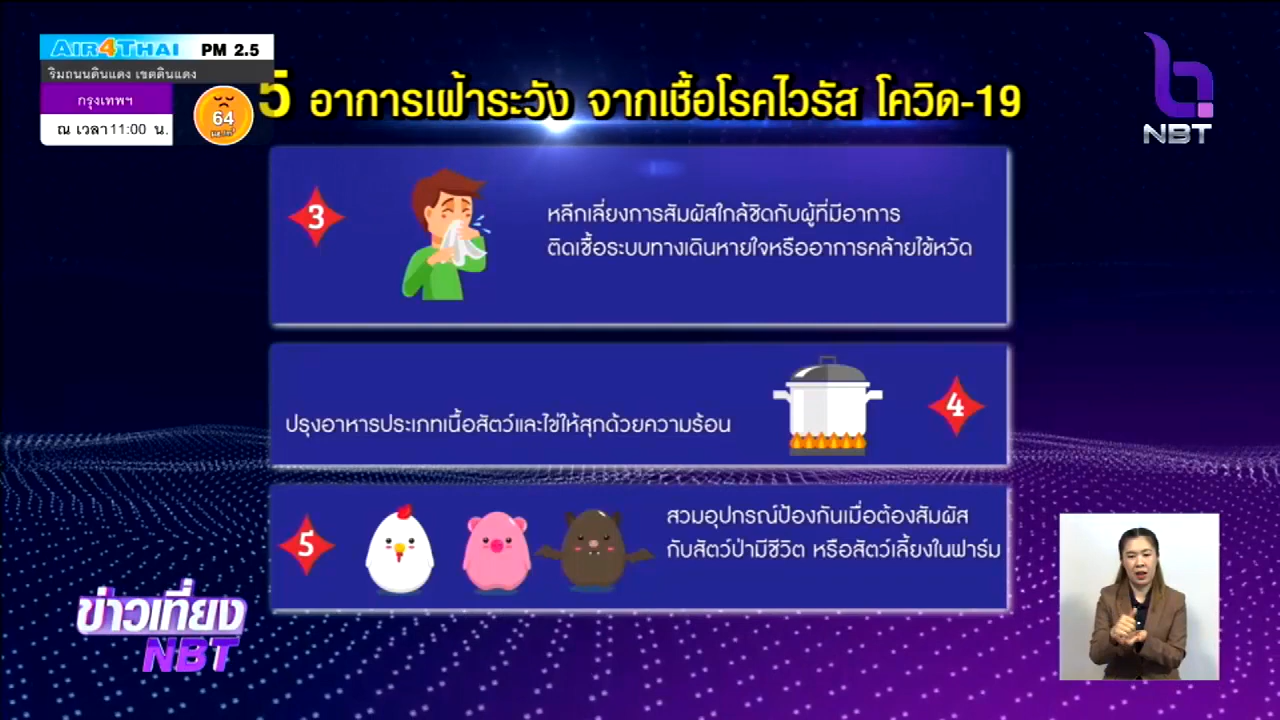 AIR4THAI PM 2.5
ริมถนนดินแดง เขตดินแดง
กรุงเทพฯ
64
ณ เวลา 11:00 น.
5 อาการเฝ้าระวัง จากเชื้อโรคไวรัส โควิด-19
NBT
3
หลีกเลี่ยงการสัมผัสใกล้ชิดกับผู้ที่มีอาการ
ติดเชื้อระบบทางเดินหายใจหรืออาการคล้ายไข้หวัด
ปรุงอาหารประเภทเนื้อสัตว์และไข่ให้สุกด้วยความร้อน
4
5
สวมอุปกรณ์ป้องกันเมื่อต้องสัมผัส
กับสัตว์ป่ามีชีวิต หรือสัตว์เลี้ยงในฟาร์ม
ข่าวเที่ยง
NBT